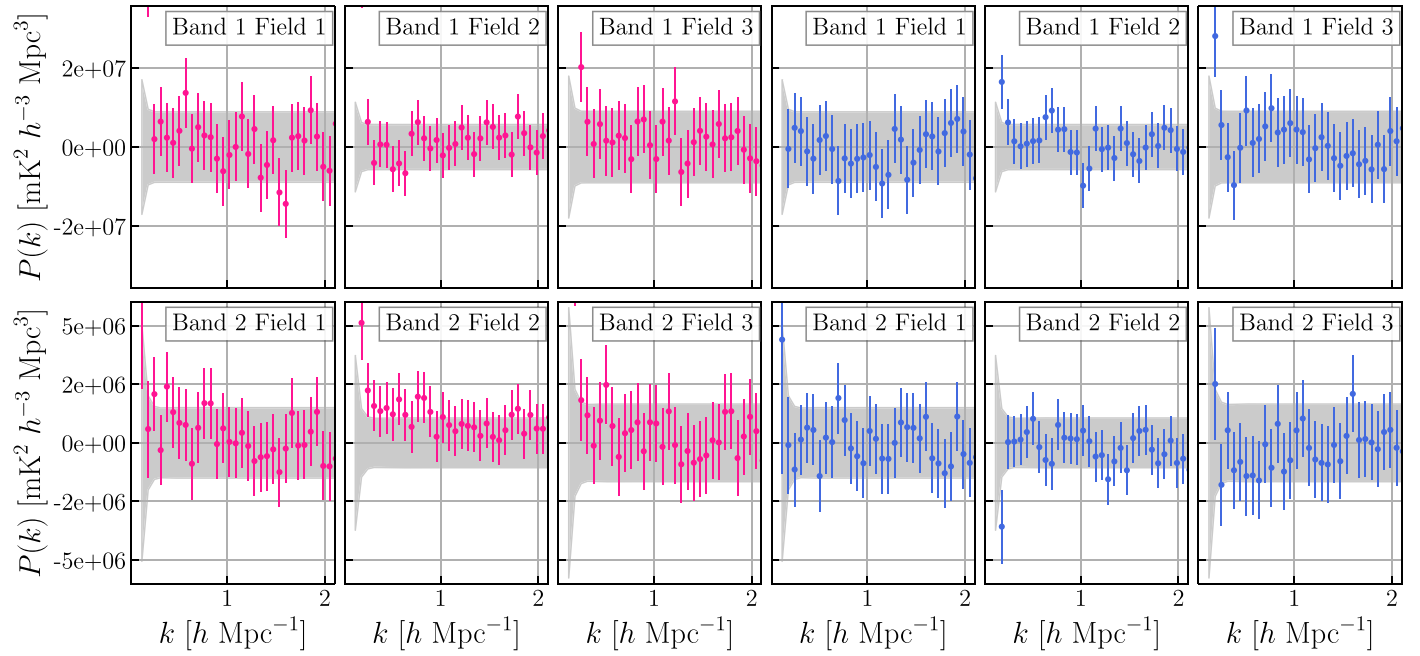 P(k) [mK² h⁻³ Mpc³]
2e+07
0e+00
-2e+07
Band 1 Field 1
Band 1 Field 2
Band 1 Field 3
Band 1 Field 1
Band 1 Field 2
Band 1 Field 3
P(k) [mK² h⁻³ Mpc³]
5e+06
2e+06
0e+00
-2e+06
-5e+06
Band 2 Field 1
Band 2 Field 2
Band 2 Field 3
Band 2 Field 1
Band 2 Field 2
Band 2 Field 3
1 2 1 2 1 2 1 2 1 2 1 2
k [h Mpc⁻¹] k [h Mpc⁻¹] k [h Mpc⁻¹] k [h Mpc⁻¹] k [h Mpc⁻¹] k [h Mpc⁻¹]